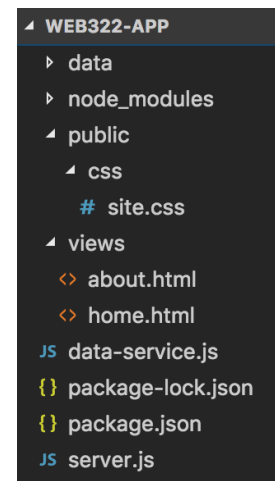 WEB322-APP
data
node_modules
public
css
# site.css
views
<> about.html
<> home.html
JS data-service.js
{} package-lock.json
{} package.json
JS server.js